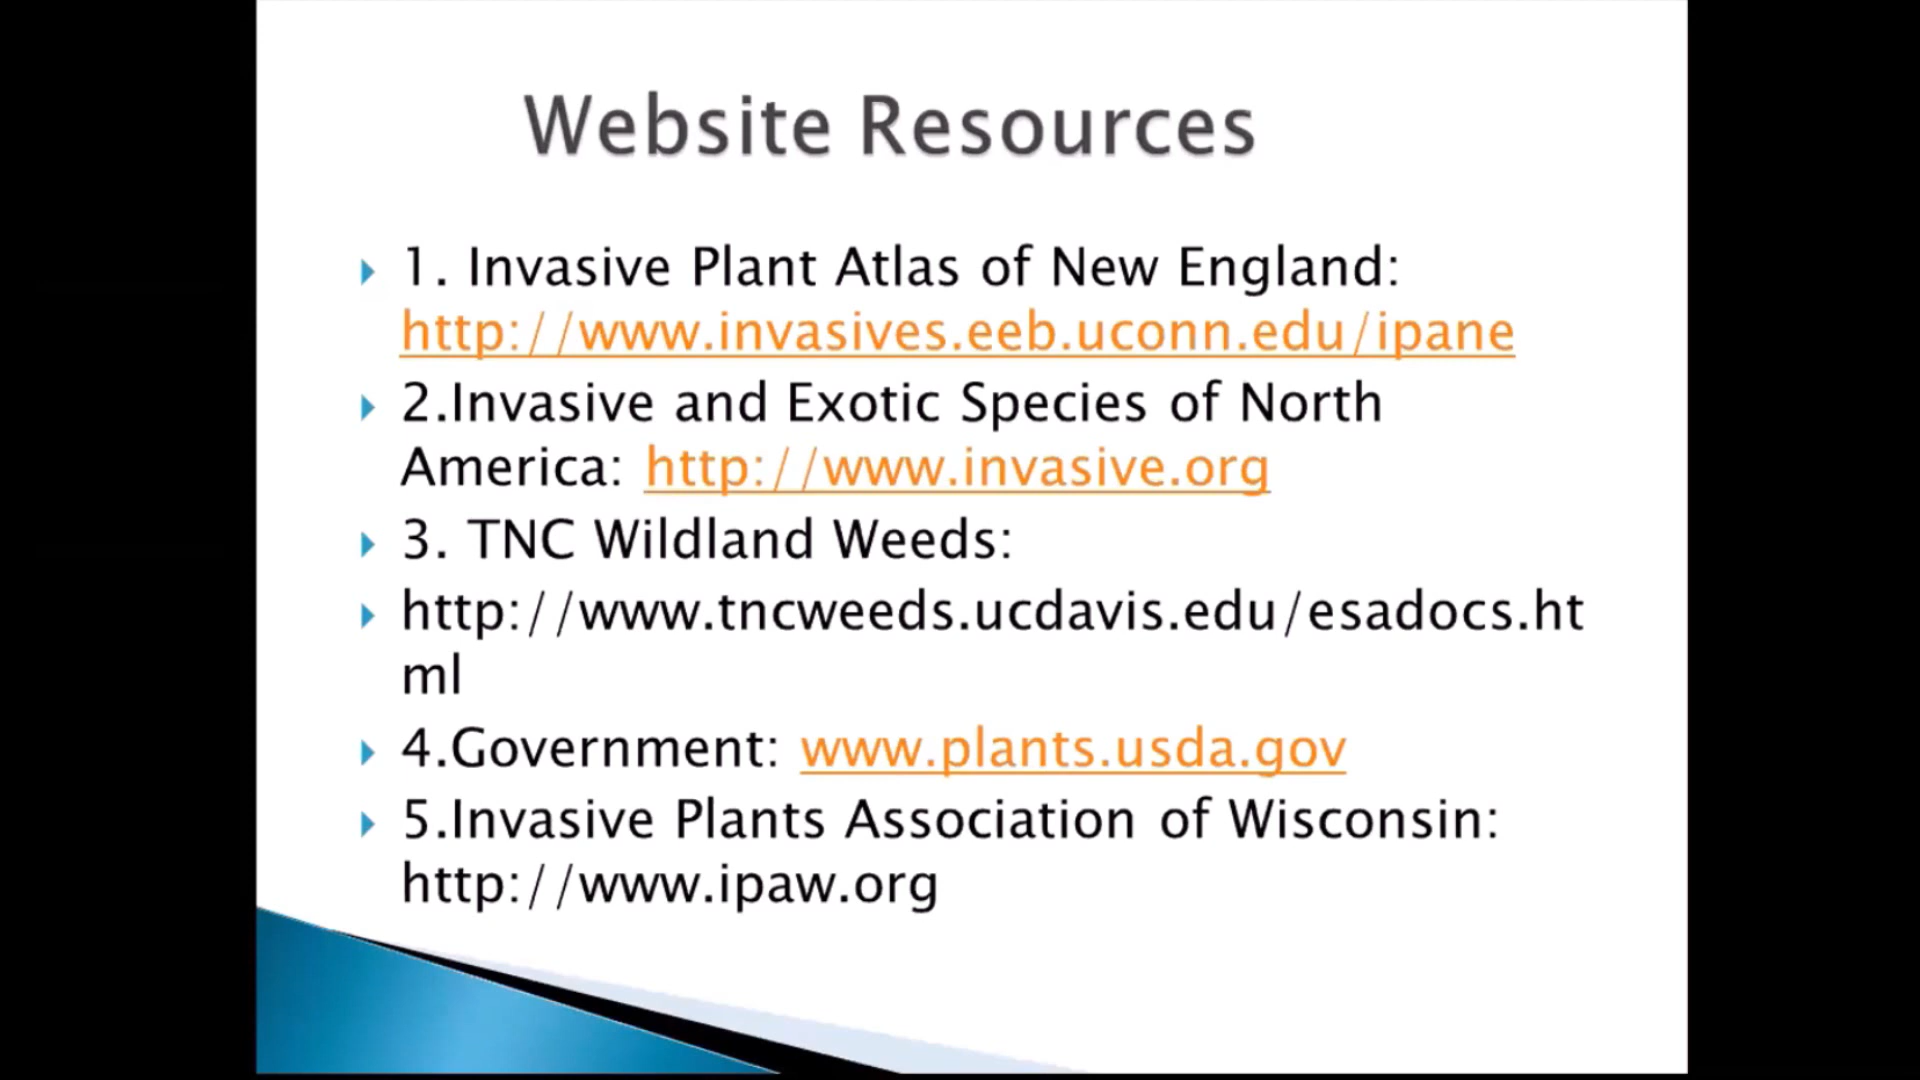 Website Resources
1. Invasive Plant Atlas of New England:
http://www.invasives.eeb.uconn.edu/ipane
2.Invasive and Exotic Species of North
America: http://www.invasive.org
3. TNC Wildland Weeds:
http://www.tncweeds.ucdavis.edu/esadocs.ht
ml
4.Government: www.plants.usda.gov
5.Invasive Plants Association of Wisconsin:
http://www.ipaw.org